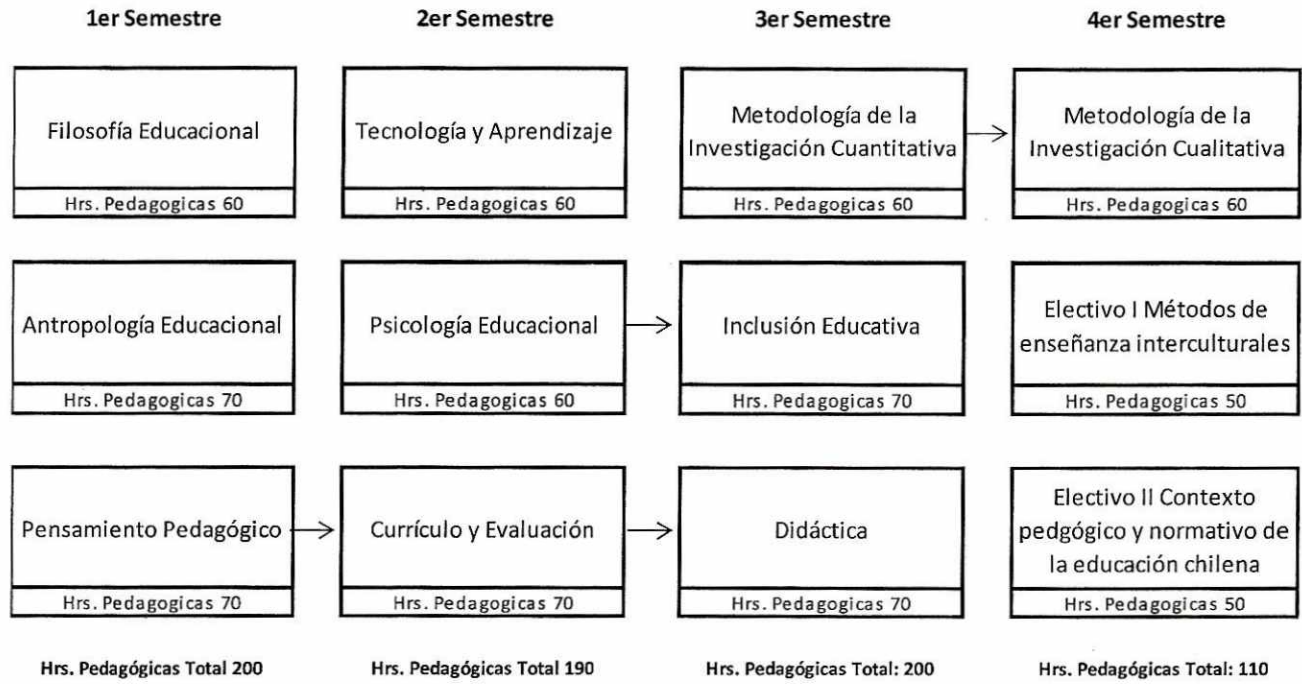 1er Semestre
2er Semestre
3er Semestre
4er Semestre
Filosofía Educacional
Hrs. Pedagogicas 60
Tecnología y Aprendizaje
Hrs. Pedagogicas 60
Metodología de la
Investigación Cuantitativa
Hrs. Pedagogicas 60
Metodología de la
Investigación Cualitativa
Hrs. Pedagogicas 60
Antropología Educacional
Hrs. Pedagogicas 70
Psicología Educacional
Hrs. Pedagogicas 60
Inclusión Educativa
Hrs. Pedagogicas 70
Electivo I Métodos de
enseñanza interculturales
Hrs. Pedagogicas 50
Pensamiento Pedagógico
Hrs. Pedagogicas 70
Currículo y Evaluación
Hrs. Pedagogicas 70
Didáctica
Hrs. Pedagogicas 70
Electivo II Contexto
pedgógico y normativo de
la educación chilena
Hrs. Pedagogicas 50
Hrs. Pedagógicas Total 200
Hrs. Pedagógicas Total 190
Hrs. Pedagógicas Total: 200
Hrs. Pedagógicas Total: 110